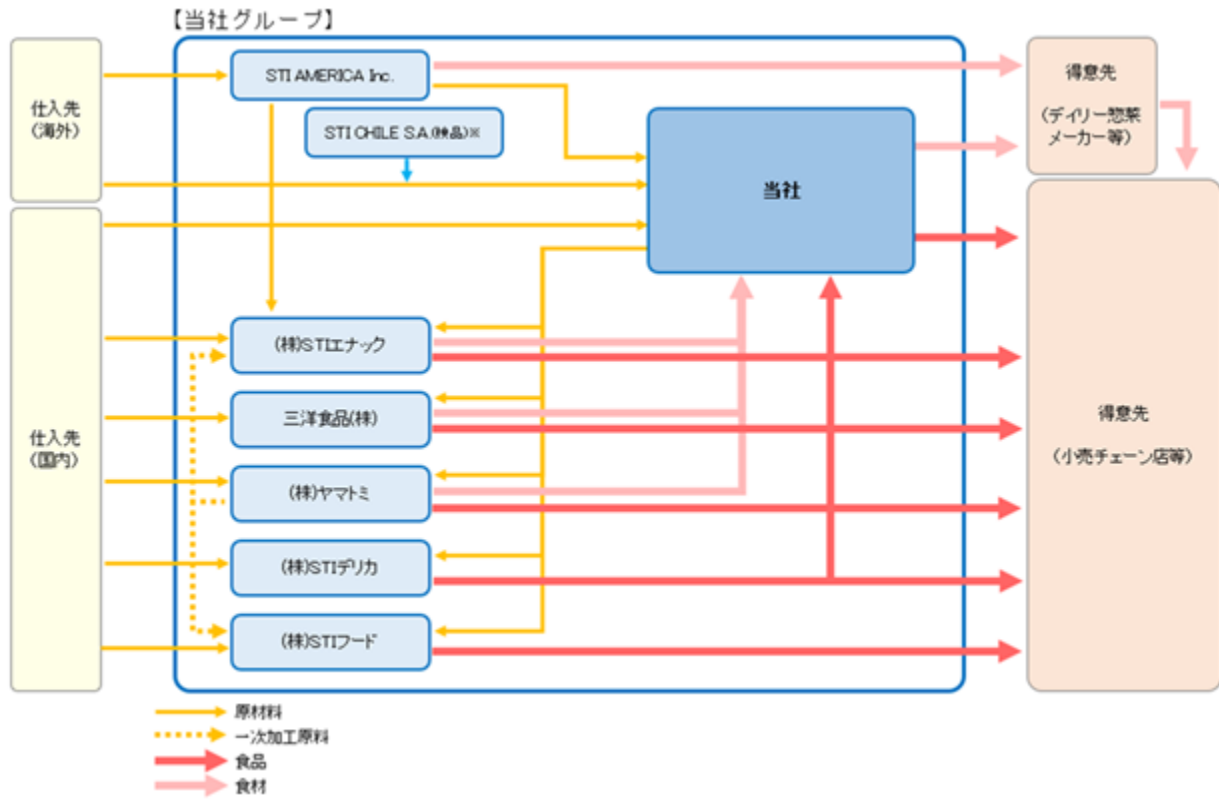 【当社グループ】
仕入先
（海外）
STI AMERICA Inc.
STI CHILE S.A.(検品)※
当社
得意先
（デイリー惣菜
メーカー等）
仕入先
（国内）
(株)STIエナック
三洋食品(株)
(株)ヤマトミ
(株)STIデリカ
(株)STIフード
得意先
（小売チェーン店等）
原材料
一次加工原料
食品
食材